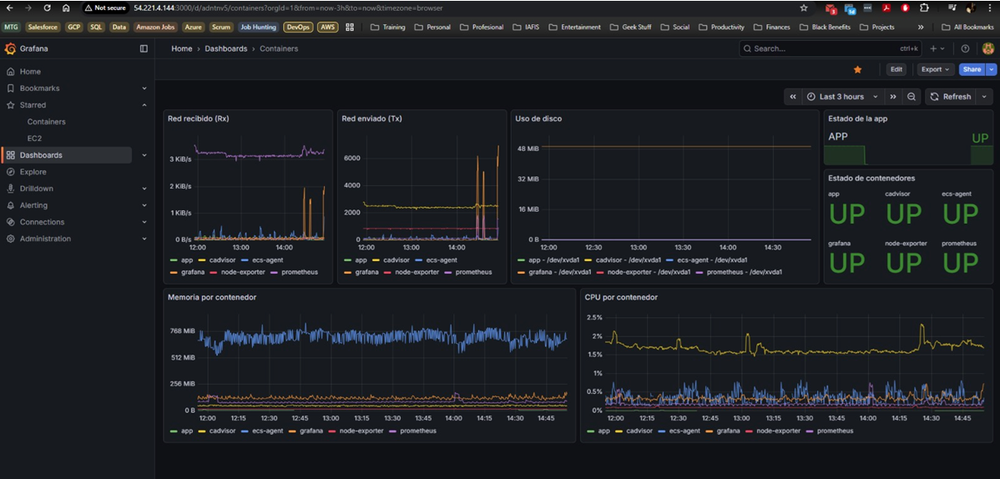 Not secure 54.221.4.144:3000/d/adntnv5/containers?orgId=1&from=now-3h&to=now&timezone=browser
MTG Salesforce GCP SQL Data Amazon Jobs Azure Scrum Job Hunting DevOps AWS Training Personal Profesional IAFIS Entertainment Geek Stuff Social Productivity Finances Black Benefits Projects All Bookmarks
Grafana
Home › Dashboards › Containers
Search... ctrl+k
Edit Export Share
Last 3 hours Refresh
Home
Bookmarks
Starred
Containers
EC2
Dashboards
Explore
Drilldown
Alerting
Connections
Administration
Red recibido (Rx)
3 KiB/s
2 KiB/s
1 KiB/s
0 B/s
12:00 13:00 14:00
app cadvisor ecs-agent
grafana node-exporter prometheus
Red enviado (Tx)
6000
4000
2000
0
12:00 13:00 14:00
app cadvisor ecs-agent
grafana node-exporter prometheus
Uso de disco
48 MiB
32 MiB
16 MiB
0 B
12:00 12:30 13:00 13:30 14:00 14:30
app - /dev/xvda1 cadvisor - /dev/xvda1 ecs-agent - /dev/xvda1
grafana - /dev/xvda1 node-exporter - /dev/xvda1 prometheus - /dev/xvda1
Estado de la app
APP UP
Estado de contenedores
app cadvisor ecs-agent
UP UP UP
grafana node-exporter prometheus
UP UP UP
Memoria por contenedor
768 MiB
512 MiB
256 MiB
0 B
12:00 12:15 12:30 12:45 13:00 13:15 13:30 13:45 14:00 14:15 14:30 14:45
app cadvisor ecs-agent grafana node-exporter prometheus
CPU por contenedor
2.5%
2%
1.5%
1%
0.5%
0%
12:00 12:15 12:30 12:45 13:00 13:15 13:30 13:45 14:00 14:15 14:30 14:45
app cadvisor ecs-agent grafana node-exporter prometheus